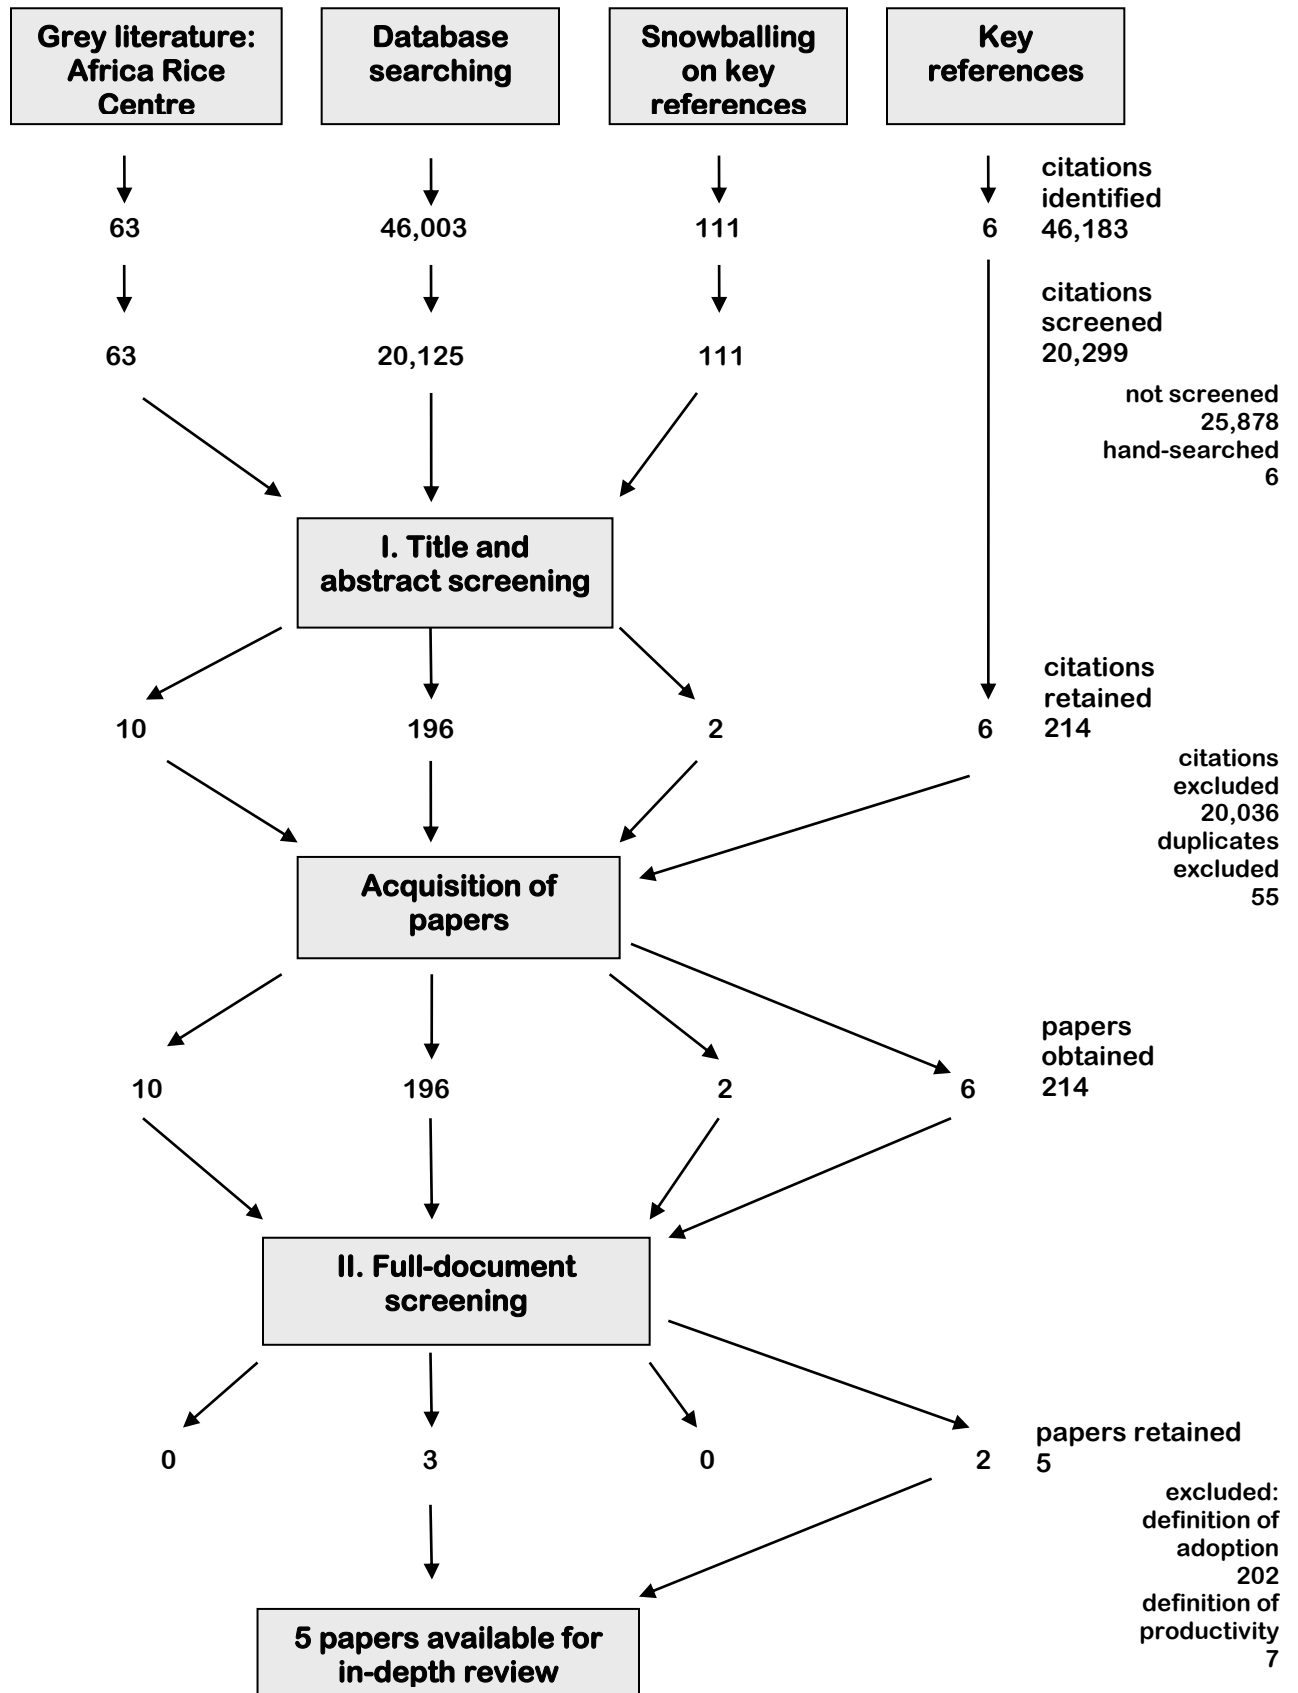 Grey literature:
Africa Rice
Centre
Database
searching
Snowballing
on key
references
Key
references
citations
identified
63
46,003
111
6
46,183
citations
screened
63
20,125
111
20,299
not screened
25,878
hand-searched
6
I. Title and
abstract screening
citations
retained
10
196
2
6
214
citations
excluded
20,036
duplicates
excluded
55
Acquisition of
papers
papers
obtained
10
196
2
6
214
II. Full-document
screening
papers retained
0
3
0
2
5
excluded:
definition of
adoption
202
definition of
productivity
7
5 papers available for
in-depth review